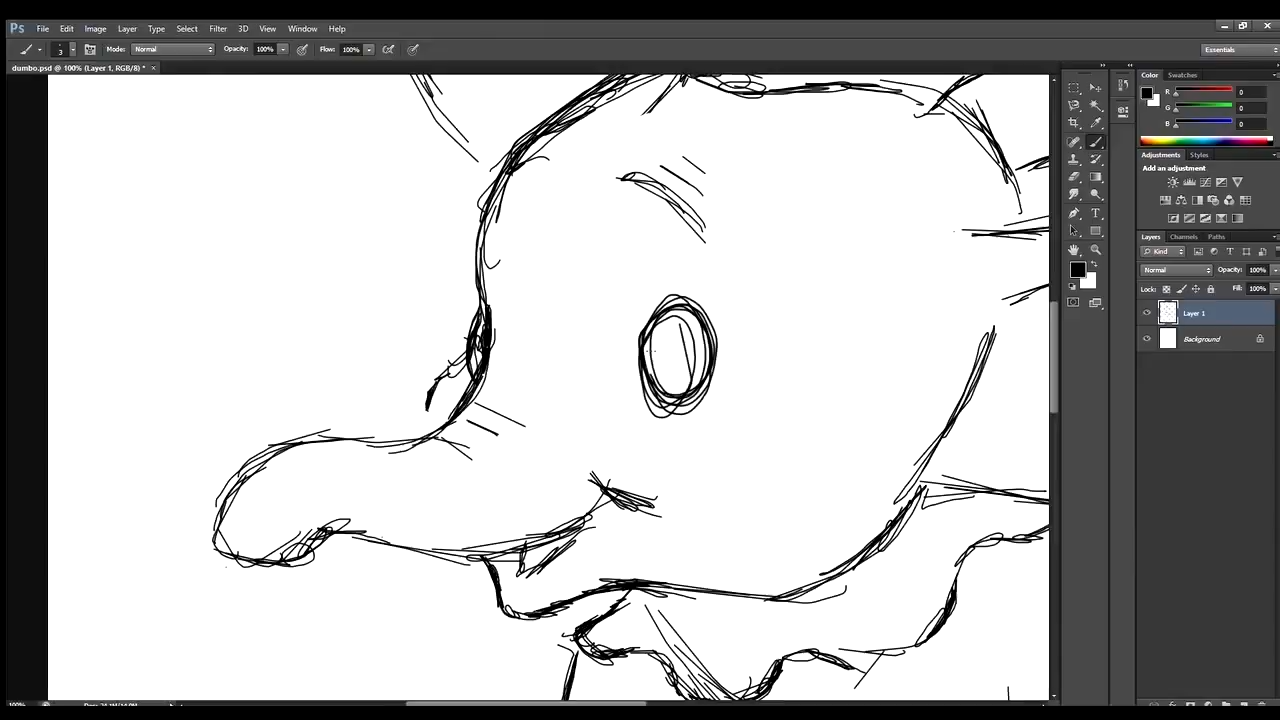 Ps File Edit Image Layer Type Select Filter 3D View Window Help
3 Mode: Normal Opacity: 100% Flow: 100% Essentials
dumbo.psd @ 100% (Layer 1, RGB/8) * ×
Color Swatches
R 0
G 0
B 0
Adjustments Styles
Add an adjustment
Layers Channels Paths
Kind
Normal Opacity: 100%
Lock: Fill: 100%
Layer 1
Background
100%